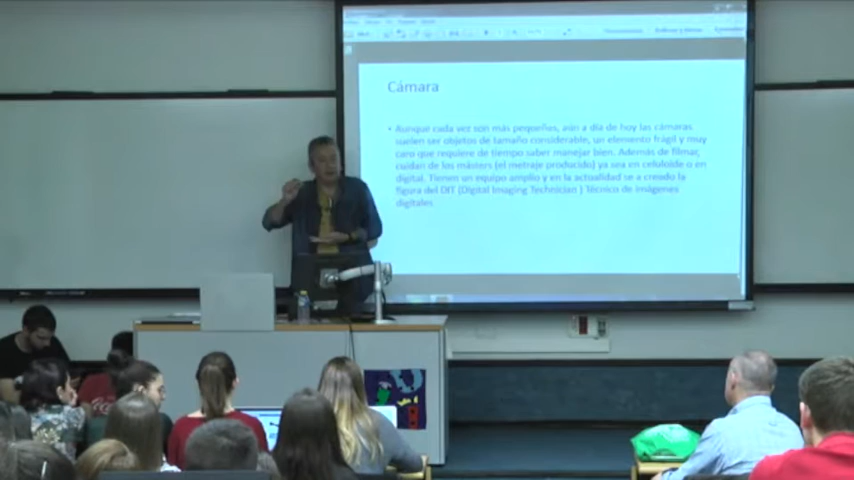 Cámara
• Aunque cada vez son más pequeñas, aún a día de hoy las cámaras
suelen ser objetos de tamaño considerable, un elemento frágil y muy
caro que requiere de tiempo saber manejar bien. Además de filmar,
cuidan de los másters (el metraje producido) ya sea en celuloide o en
digital. Tienen un equipo amplio y en la actualidad se a creado la
figura del DIT (Digital Imaging Technician ) Técnico de imágenes
digitales